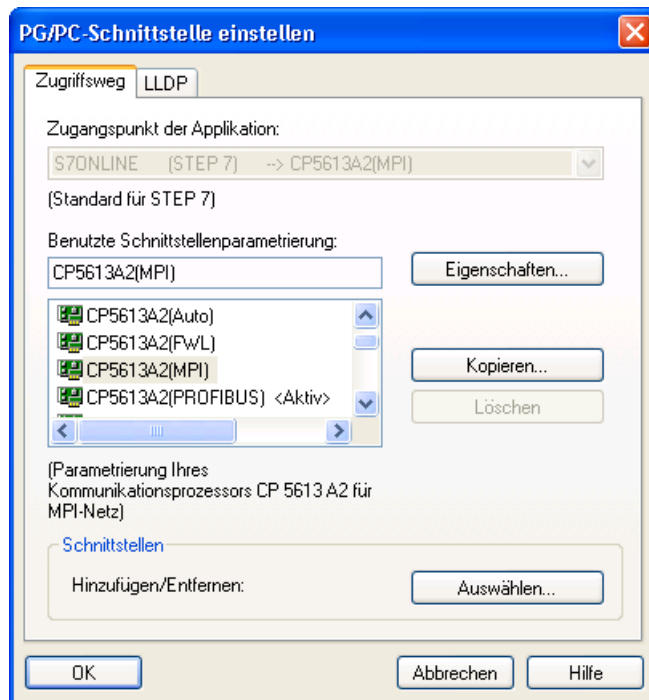 PG/PC-Schnittstelle einstellen
Zugriffsweg LLDP
Zugangspunkt der Applikation:
S7ONLINE (STEP 7) --> CP5613A2(MPI)
(Standard für STEP 7)
Benutzte Schnittstellenparametrierung:
CP5613A2(MPI)
Eigenschaften...
CP5613A2(Auto)
CP5613A2(FWL)
CP5613A2(MPI)
CP5613A2(PROFIBUS) <Aktiv>
Kopieren...
Löschen
(Parametrierung Ihres
Kommunikationsprozessors CP 5613 A2 für
MPI-Netz)
Schnittstellen
Hinzufügen/Entfernen:
Auswählen...
OK
Abbrechen
Hilfe